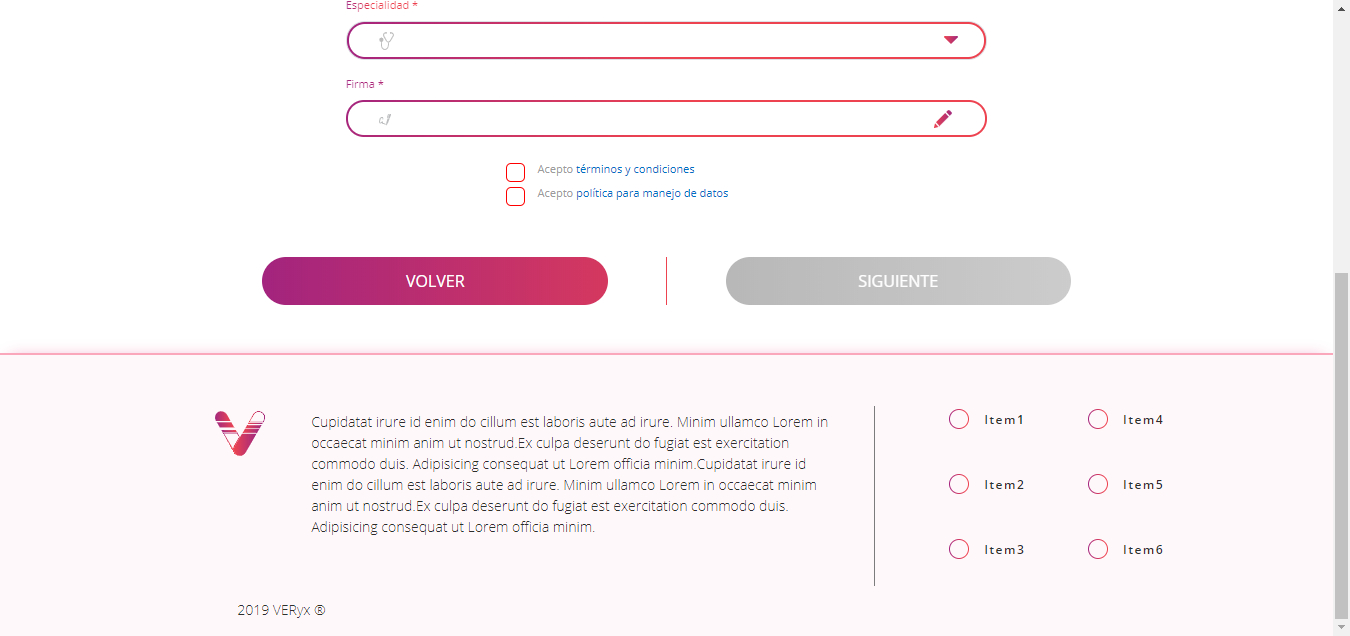 Especialidad *
Firma *
Acepto términos y condiciones
Acepto política para manejo de datos
VOLVER
SIGUIENTE
Cupidatat irure id enim do cillum est laboris aute ad irure. Minim ullamco Lorem in
occaecat minim anim ut nostrud.Ex culpa deserunt do fugiat est exercitation
commodo duis. Adipisicing consequat ut Lorem officia minim.Cupidatat irure id
enim do cillum est laboris aute ad irure. Minim ullamco Lorem in occaecat minim
anim ut nostrud.Ex culpa deserunt do fugiat est exercitation commodo duis.
Adipisicing consequat ut Lorem officia minim.
Item1
Item4
Item2
Item5
Item3
Item6
2019 VERyx ®